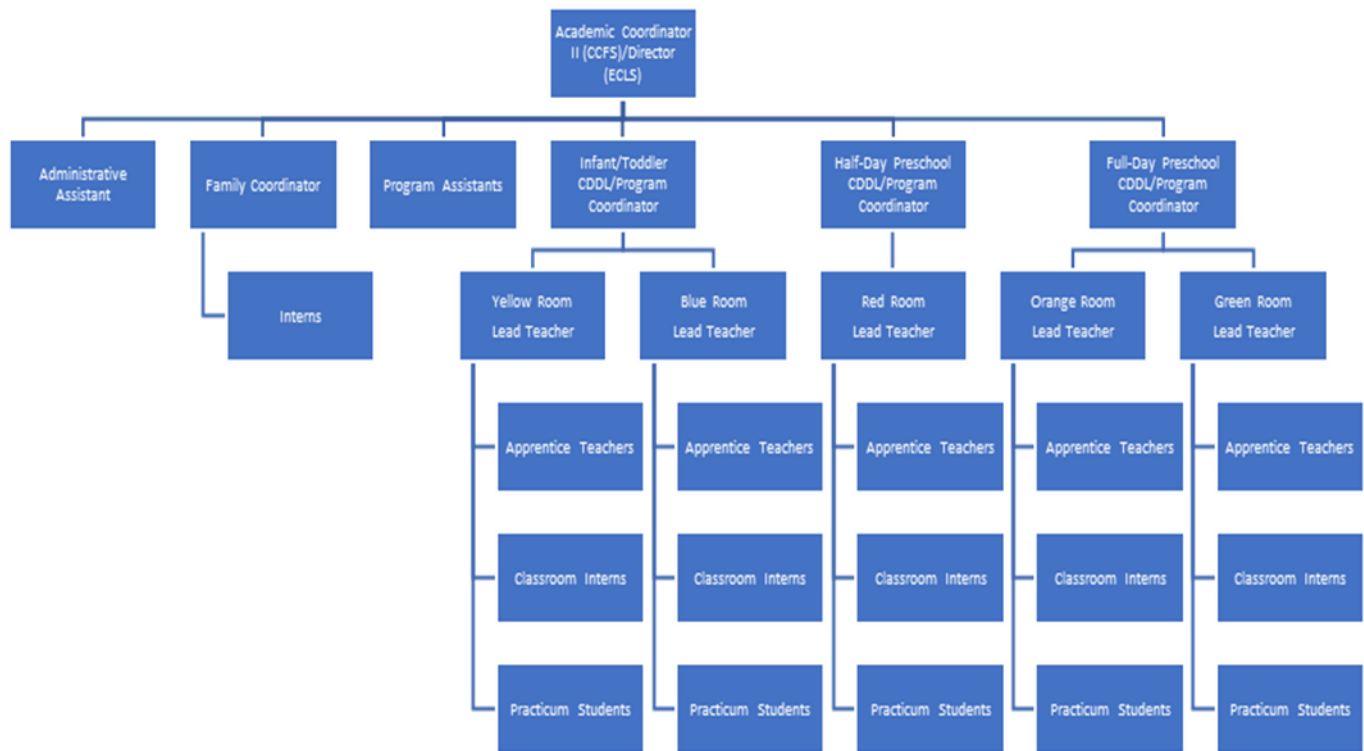 Academic Coordinator
II (CCFS)/Director
(ECLS)
Administrative
Assistant
Family Coordinator
Program Assistants
Infant/Toddler
CDDL/Program
Coordinator
Half-Day Preschool
CDDL/Program
Coordinator
Full-Day Preschool
CDDL/Program
Coordinator
Interns
Yellow Room
Lead Teacher
Blue Room
Lead Teacher
Red Room
Lead Teacher
Orange Room
Lead Teacher
Green Room
Lead Teacher
Apprentice Teachers
Apprentice Teachers
Apprentice Teachers
Apprentice Teachers
Apprentice Teachers
Classroom Interns
Classroom Interns
Classroom Interns
Classroom Interns
Classroom Interns
Practicum Students
Practicum Students
Practicum Students
Practicum Students
Practicum Students